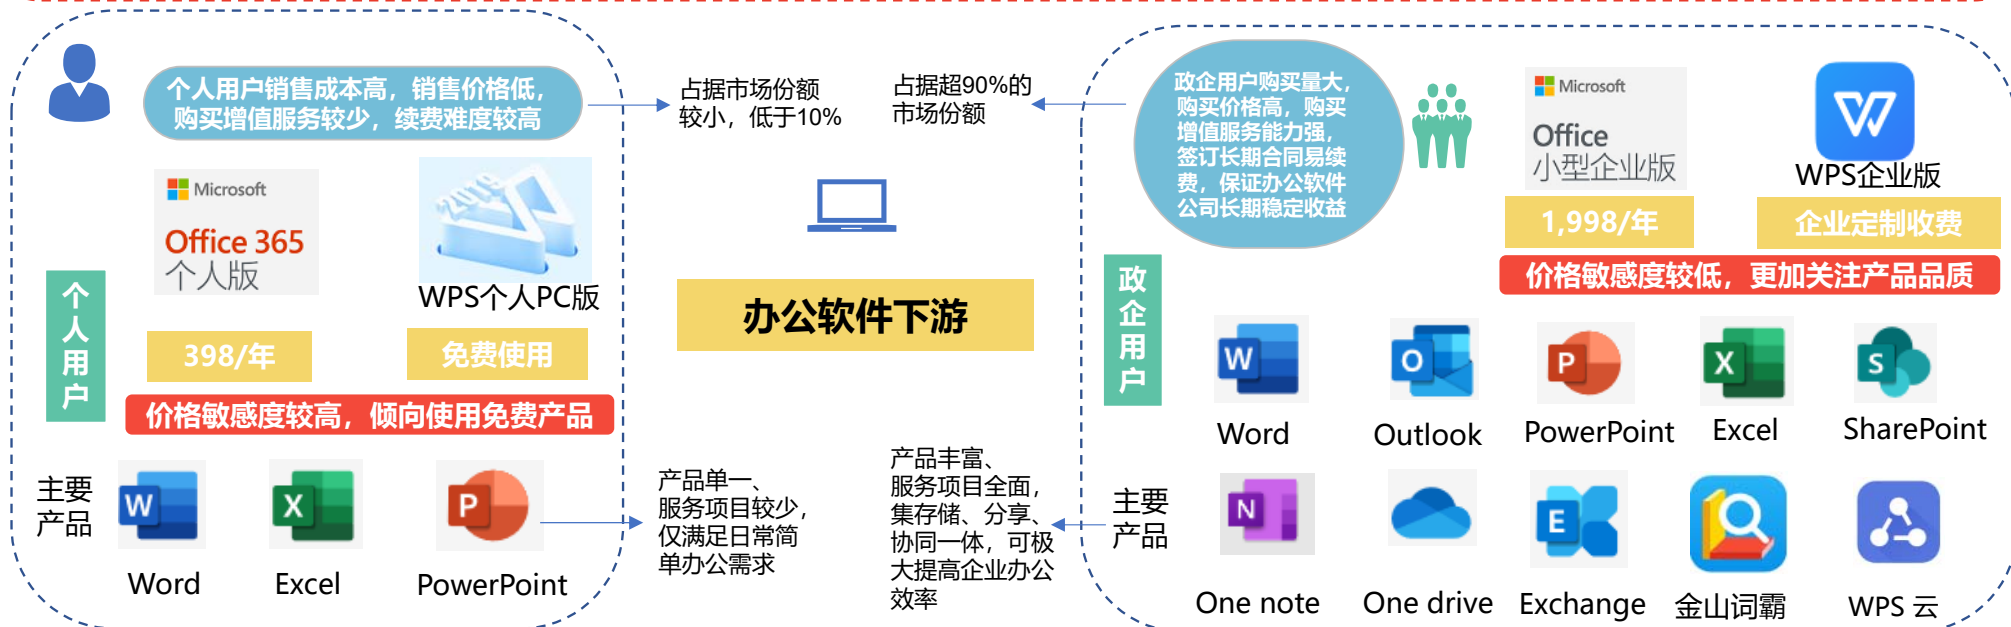 个人用户销售成本高，销售价格低，
购买增值服务较少，续费难度较高
占据市场份额
较小，低于10%
Microsoft
Office 365
个人版
2019
WPS个人PC版
398/年
免费使用
价格敏感度较高，倾向使用免费产品
个人用户
主要
产品
Word
Excel
PowerPoint
产品单一、
服务项目较少，
仅满足日常简
单办公需求
办公软件下游
占据超90%的
市场份额
政企用户购买量大，
购买价格高，购买
增值服务能力强，
签订长期合同易续
费，保证办公软件
公司长期稳定收益
Microsoft
Office
小型企业版
WPS企业版
1,998/年
企业定制收费
价格敏感度较低，更加关注产品品质
政企用户
Word
Outlook
PowerPoint
Excel
SharePoint
产品丰富、
服务项目全面，
集存储、分享、
协同一体，可极
大提高企业办公
效率
主要
产品
One note
One drive
Exchange
金山词霸
WPS 云